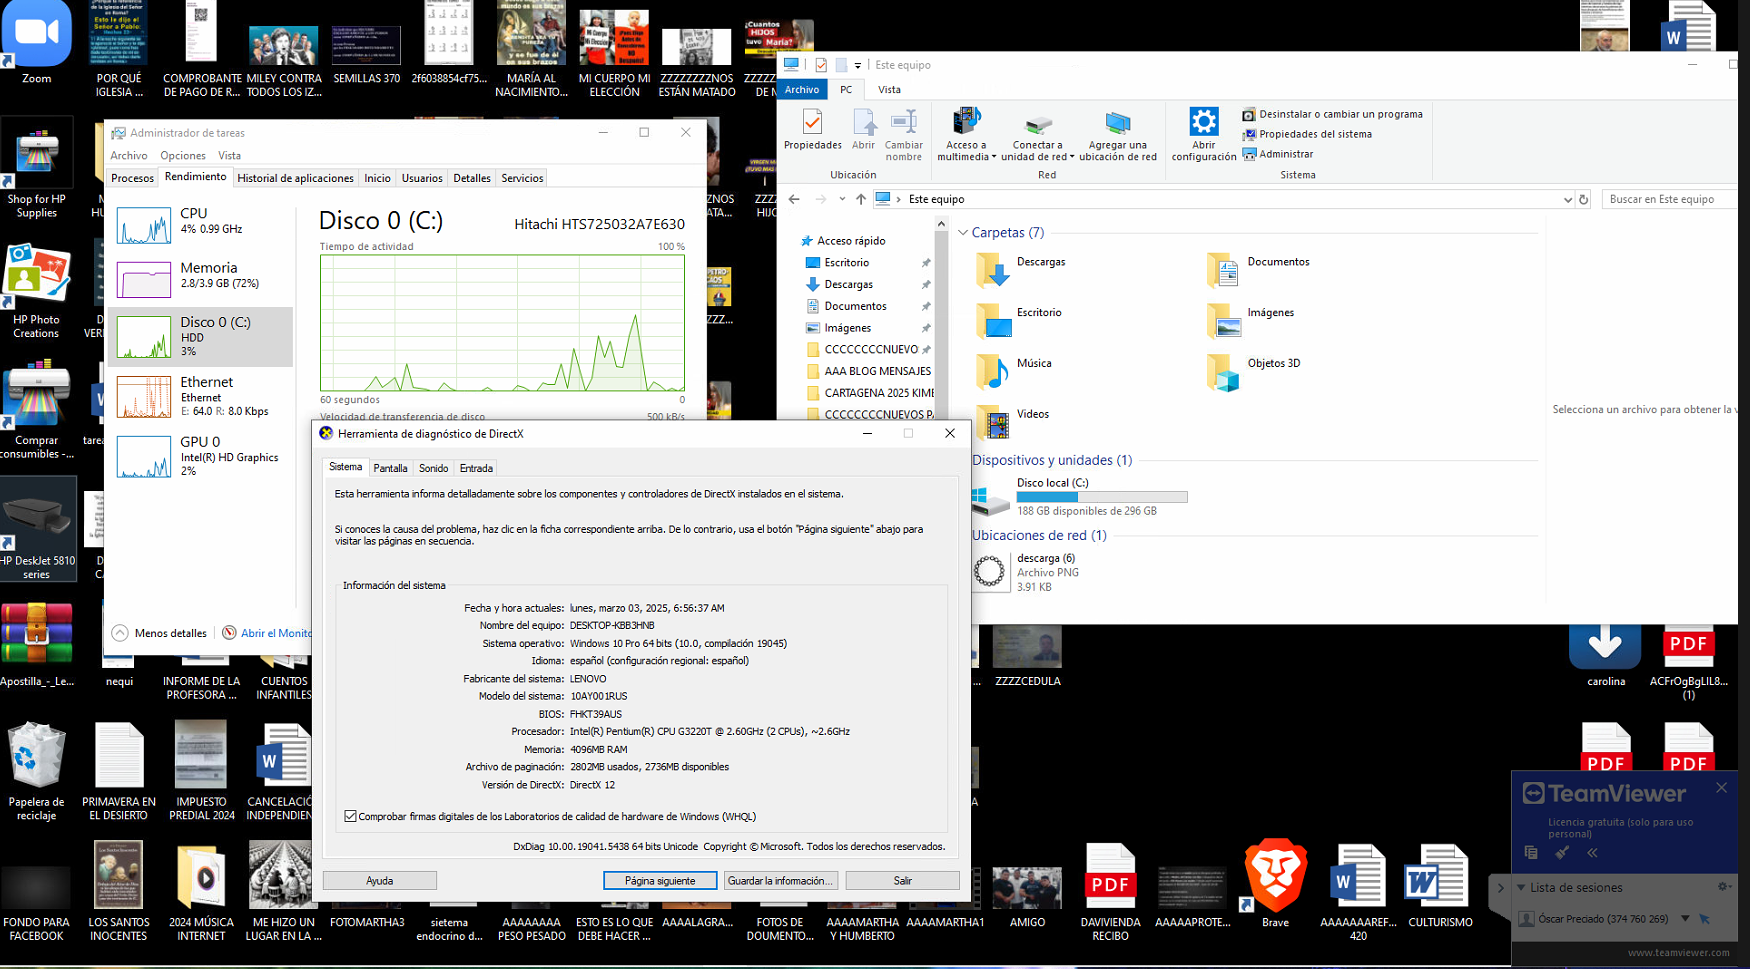 Zoom
POR QUÉ
IGLESIA ...
COMPROBANTE
DE PAGO DE R...
MILEY CONTRA
TODOS LOS IZ...
SEMILLAS 370
2f6038854cf75...
MARÍA AL
NACIMIENTO...
MI CUERPO MI
ELECCIÓN
ZZZZZZZZNOS
ESTÁN MATADO
Shop for HP
Supplies
HP Photo
Creations
Comprar
consumibles -...
HP DeskJet 5810
series
Apostilla_-_Le...
Papelera de
reciclaje
FONDO PARA
FACEBOOK
Administrador de tareas
Archivo Opciones Vista
Procesos Rendimiento Historial de aplicaciones Inicio Usuarios Detalles Servicios
CPU
4% 0.99 GHz
Memoria
2.8/3.9 GB (72%)
Disco 0 (C:)
HDD
3%
Ethernet
Ethernet
E: 64.0 R: 8.0 Kbps
GPU 0
Intel(R) HD Graphics
2%
Disco 0 (C:) Hitachi HTS725032A7E630
Tiempo de actividad 100 %
60 segundos 0
Velocidad de transferencia de disco 500 kB/s
Menos detalles Abrir el Monito
Este equipo
Archivo PC Vista
Propiedades
Abrir
Cambiar
nombre
Ubicación
Acceso a
multimedia
Conectar a
unidad de red
Agregar una
ubicación de red
Red
Abrir
configuración
Desinstalar o cambiar un programa
Propiedades del sistema
Administrar
Sistema
Este equipo
Buscar en Este equipo
Acceso rápido
Escritorio
Descargas
Documentos
Imágenes
CCCCCCCCNUEVO
AAA BLOG MENSAJES
CARTAGENA 2025 KIME
CCCCCCCCNUEVOS PA
Carpetas (7)
Descargas
Documentos
Escritorio
Imágenes
Música
Objetos 3D
Videos
Dispositivos y unidades (1)
Disco local (C:)
188 GB disponibles de 296 GB
Ubicaciones de red (1)
descarga (6)
Archivo PNG
3.91 KB
Selecciona un archivo para obtener la v
Herramienta de diagnóstico de DirectX
Sistema Pantalla Sonido Entrada
Esta herramienta informa detalladamente sobre los componentes y controladores de DirectX instalados en el sistema.
Si conoces la causa del problema, haz clic en la ficha correspondiente arriba. De lo contrario, usa el botón "Página siguiente" abajo para
visitar las páginas en secuencia.
Información del sistema
Fecha y hora actuales: lunes, marzo 03, 2025, 6:56:37 AM
Nombre del equipo: DESKTOP-KBB3HNB
Sistema operativo: Windows 10 Pro 64 bits (10.0, compilación 19045)
Idioma: español (configuración regional: español)
Fabricante del sistema: LENOVO
Modelo del sistema: 10AY001RUS
BIOS: FHKT39AUS
Procesador: Intel(R) Pentium(R) CPU G3220T @ 2.60GHz (2 CPUs), ~2.6GHz
Memoria: 4096MB RAM
Archivo de paginación: 2802MB usados, 2736MB disponibles
Versión de DirectX: DirectX 12
Comprobar firmas digitales de los Laboratorios de calidad de hardware de Windows (WHQL)
DxDiag 10.00.19041.5438 64 bits Unicode Copyright © Microsoft. Todos los derechos reservados.
Ayuda Página siguiente Guardar la información... Salir
nequi
INFORME DE LA
PROFESORA ...
CUENTOS
INFANTILES
ZZZZCEDULA
carolina
PDF
ACFrOgBgLIL8...
(1)
PRIMAVERA EN
EL DESIERTO
IMPUESTO
PREDIAL 2024
CANCELACIÓ
INDEPENDIEN
PDF
PDF
TeamViewer
Licencia gratuita (solo para uso
personal)
Lista de sesiones
Óscar Preciado (374 760 269)
www.teamviewer.com
LOS SANTOS
INOCENTES
2024 MÚSICA
INTERNET
ME HIZO UN
LUGAR EN LA ...
FOTOMARTHA3
sietema
endocrino d...
AAAAAAAA
PESO PESADO
ESTO ES LO QUE
DEBE HACER ...
AAAALAGRA...
FOTOS DE
DOUMENTO...
AAAAMARTHA
Y HUMBERTO
AAAAMARTHA1
AMIGO
PDF
DAVIVIENDA
RECIBO
AAAAAPROTE...
Brave
AAAAAAAREF...
420
CULTURISMO